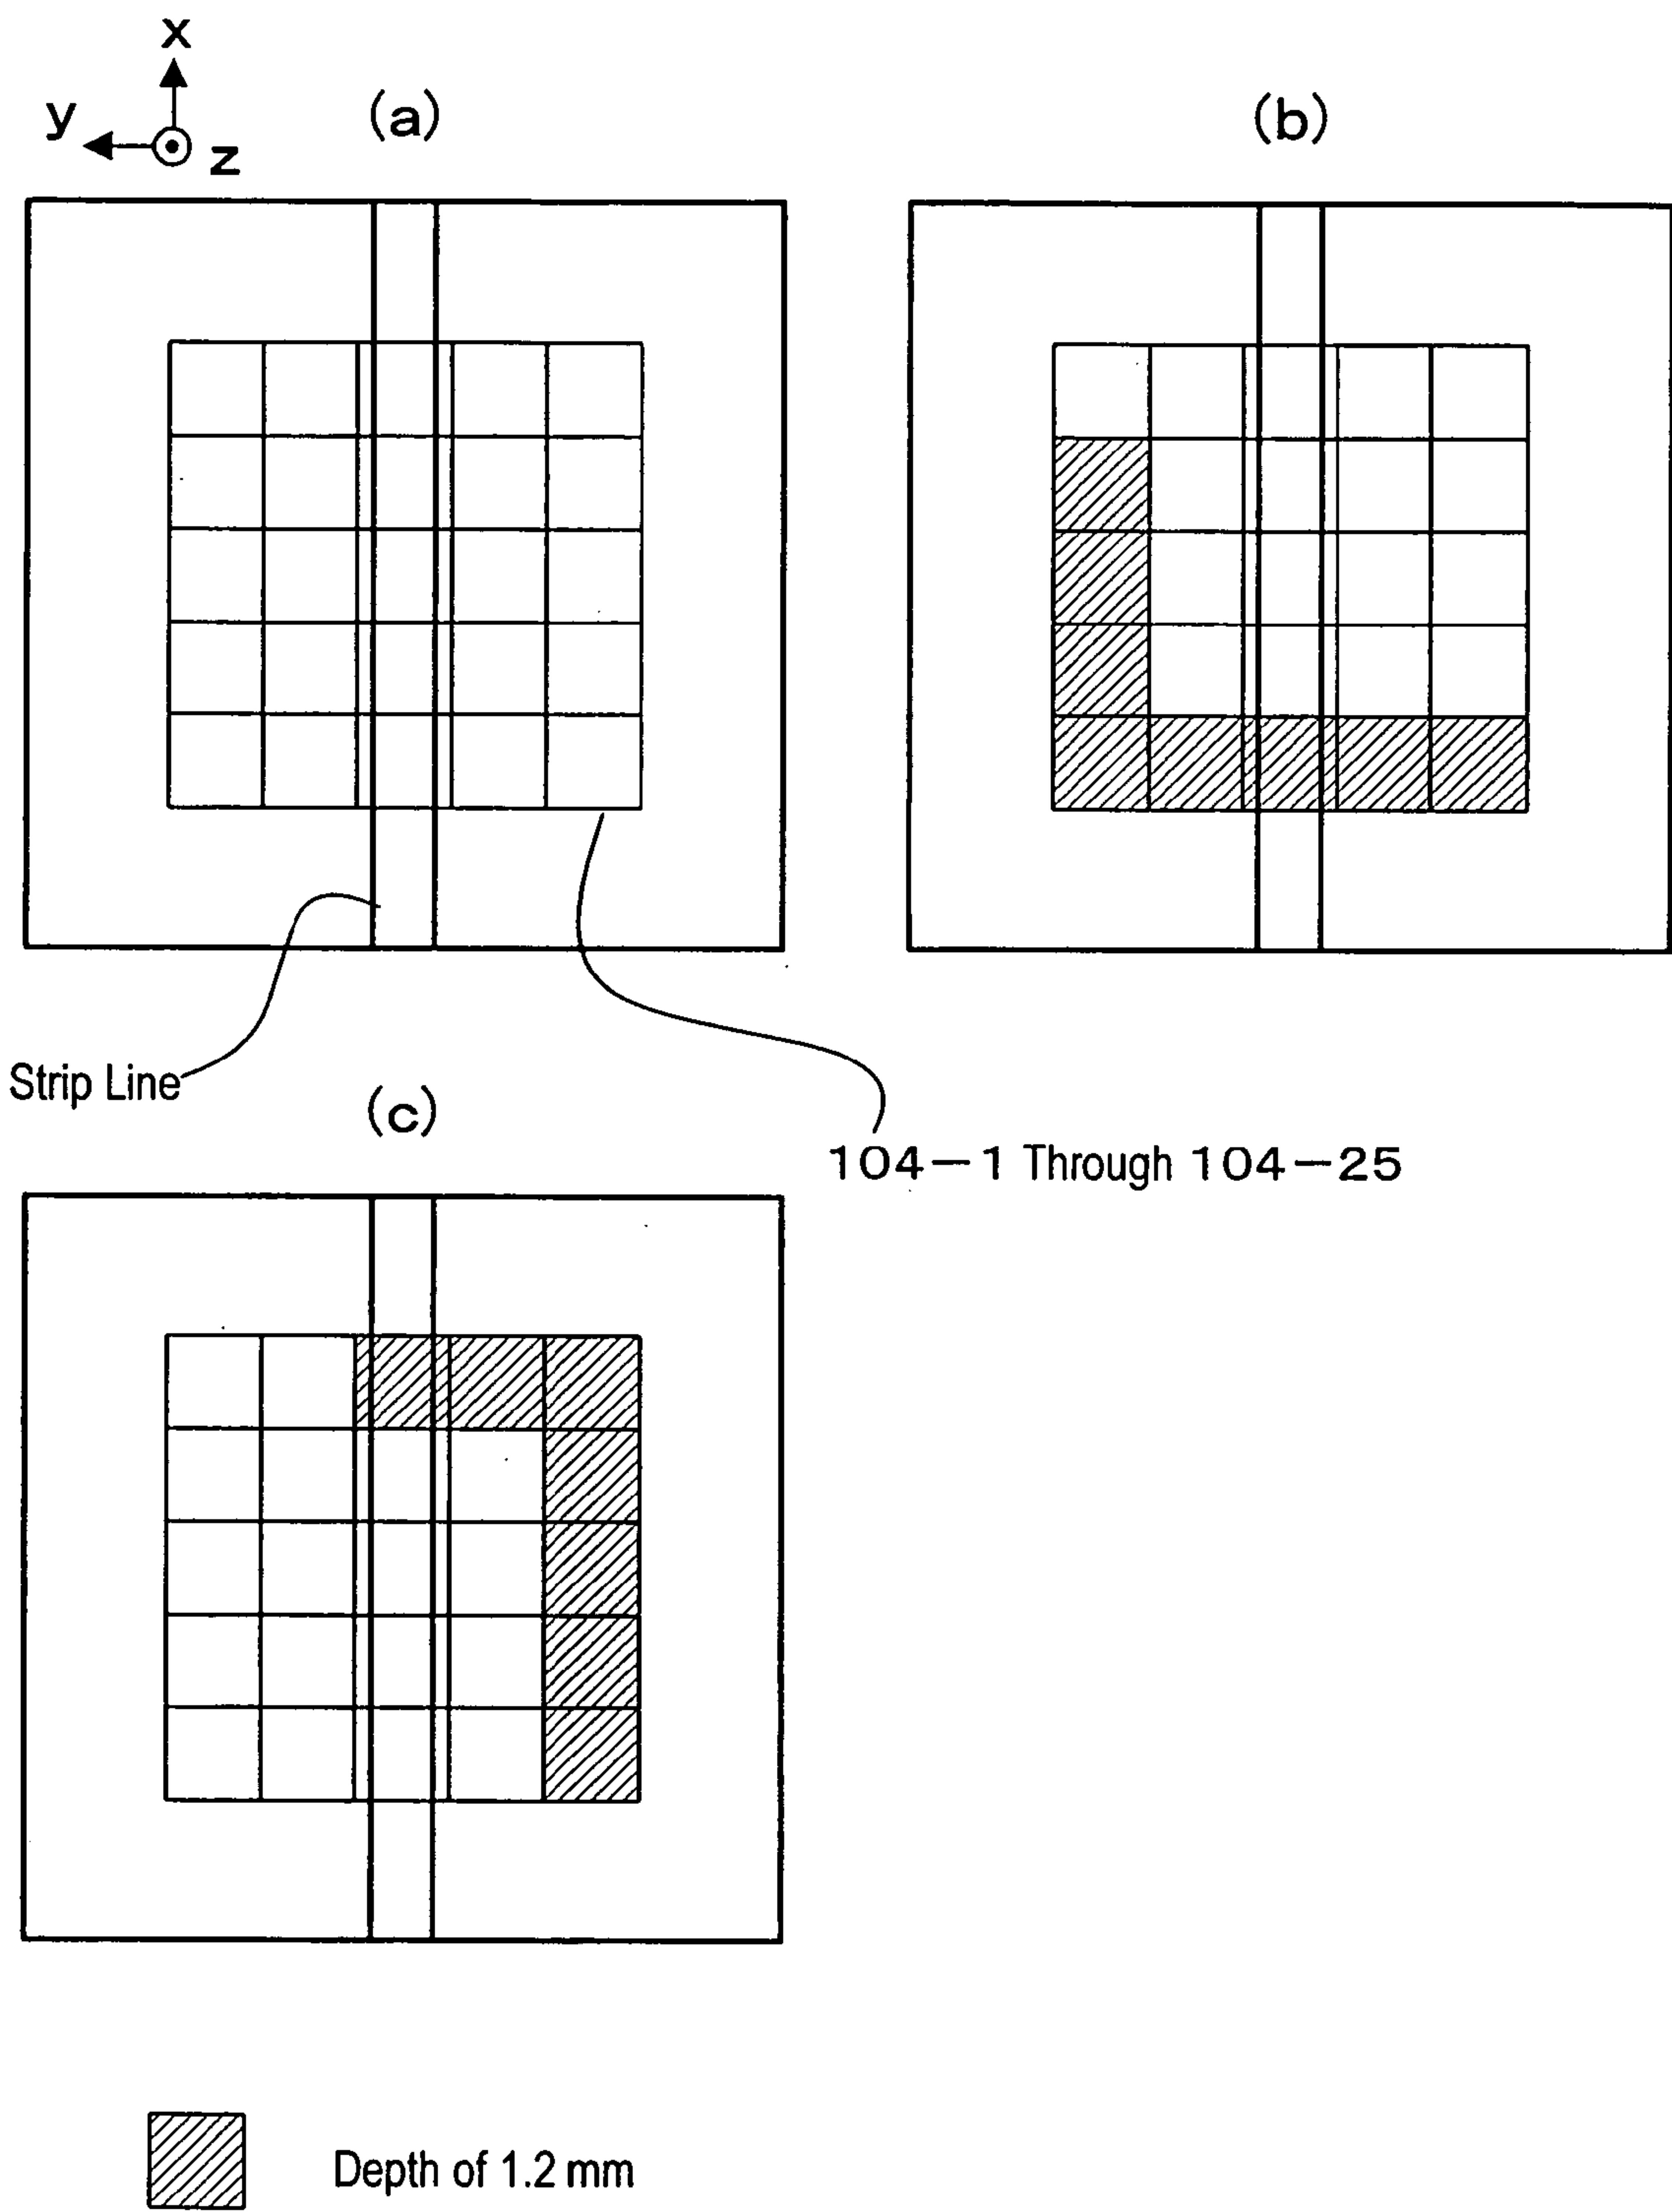 x
y
z
(a)
(b)
Strip Line
(c)
104-1 Through 104-25
Depth of 1.2 mm